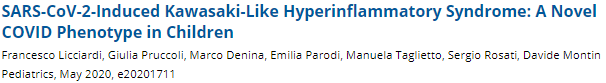 SARS-CoV-2-Induced Kawasaki-Like Hyperinflammatory Syndrome: A Novel
COVID Phenotype in Children
Francesco Licciardi, Giulia Pruccoli, Marco Denina, Emilia Parodi, Manuela Taglietto, Sergio Rosati, Davide Montin
Pediatrics, May 2020, e20201711